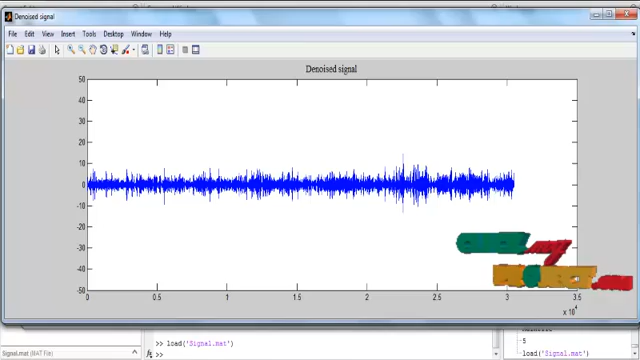 Denoised signal
File Edit View Insert Tools Desktop Window Help
Denoised signal
50
40
30
20
10
0
-10
-20
-30
-40
-50
0 0.5 1 1.5 2 2.5 3 3.5
x 10^4
>> load('Signal.mat')
5
Signal.mat (MAT File)
fx >>
load('Signal.mat')